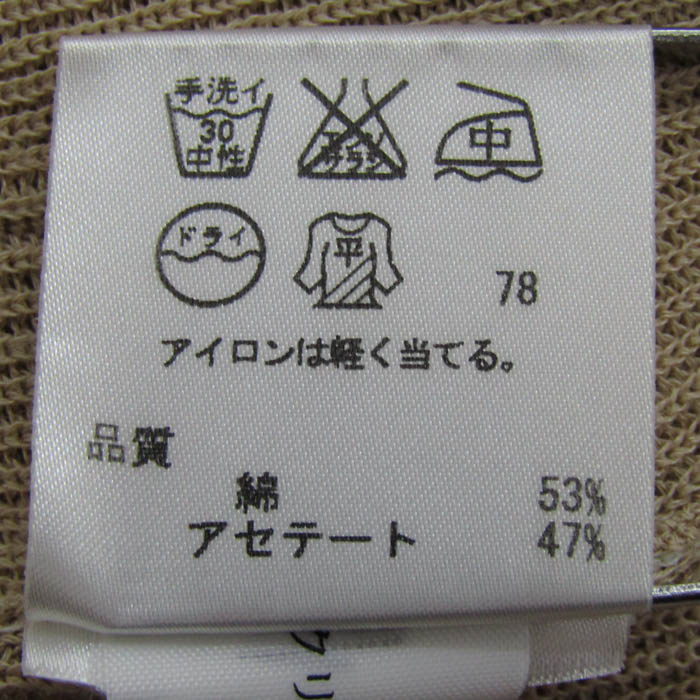 手洗イ
30
中性
エンソ
サラシ
中
ドライ
平
78
アイロンは軽く当てる。
品質
綿 53%
アセテート 47%
クリ